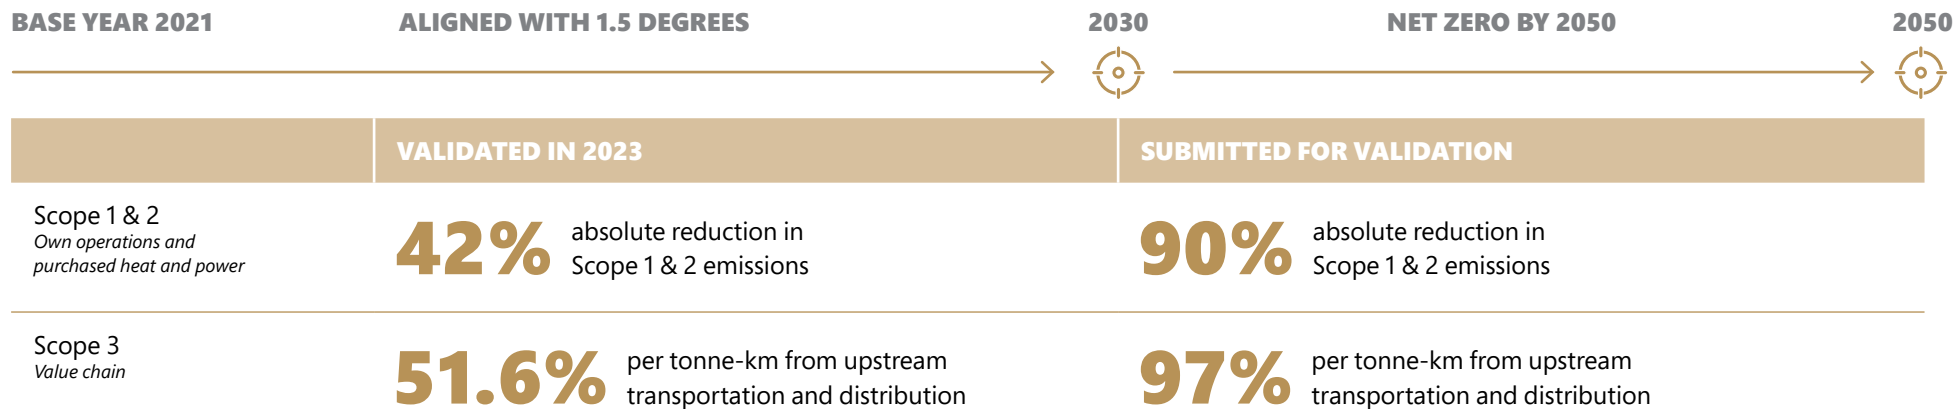 BASE YEAR 2021
ALIGNED WITH 1.5 DEGREES
2030
NET ZERO BY 2050
2050
VALIDATED IN 2023
SUBMITTED FOR VALIDATION
Scope 1 & 2
Own operations and
purchased heat and power
42%
absolute reduction in
Scope 1 & 2 emissions
90%
absolute reduction in
Scope 1 & 2 emissions
Scope 3
Value chain
51.6%
per tonne-km from upstream
transportation and distribution
97%
per tonne-km from upstream
transportation and distribution